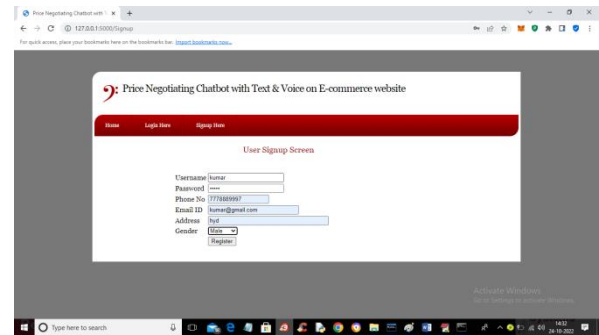 Price Negotiating Chatbot with T
127.0.0.1:5000/Signup
For quick access, place your bookmarks here on the bookmarks bar. Import bookmarks now...
Price Negotiating Chatbot with Text & Voice on E-commerce website
Home Login Here Signup Here
User Signup Screen
Username kumar
Password •••••
Phone No 7778889997
Email ID kumar@gmail.com
Address hyd
Gender Male
Register
Activate Windows
Go to Settings to activate Windows.
Type here to search
14:32
24-10-2022